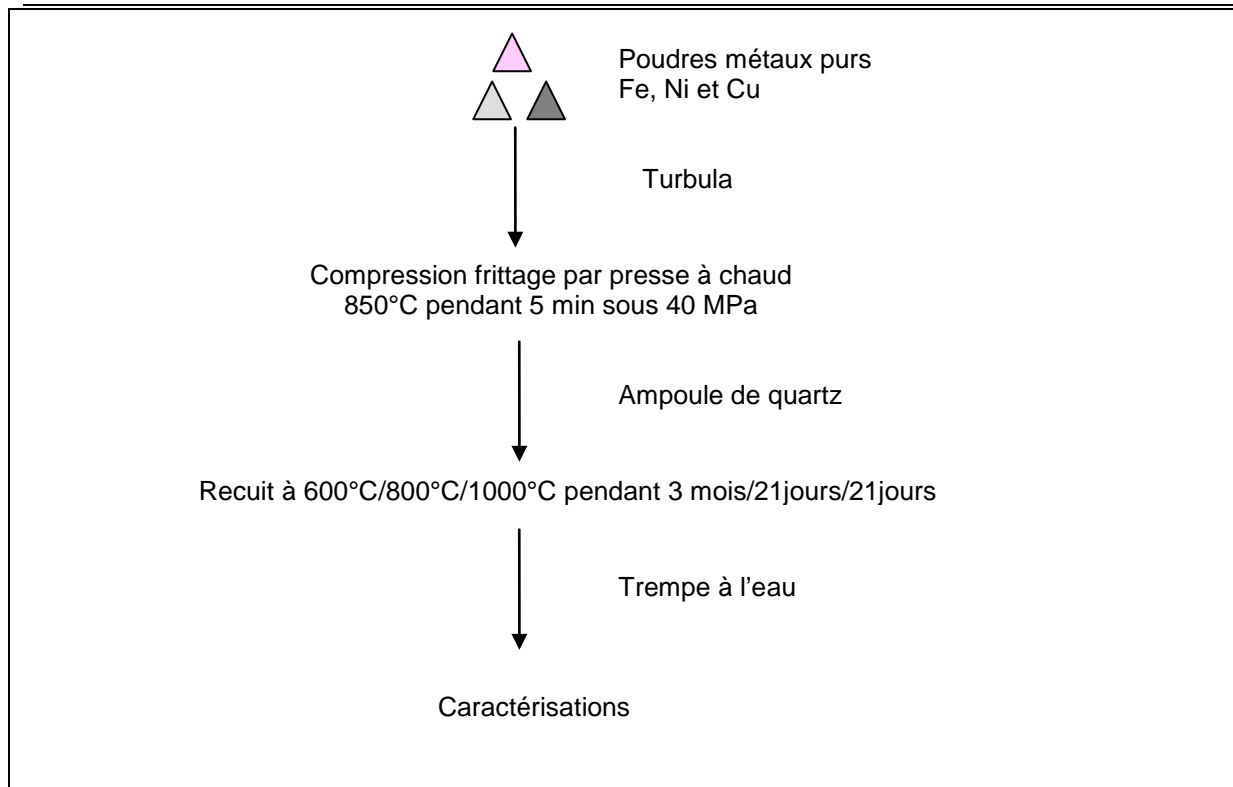 Poudres métaux purs
Fe, Ni et Cu
Turbula
Compression frittage par presse à chaud
850°C pendant 5 min sous 40 MPa
Ampoule de quartz
Recuit à 600°C/800°C/1000°C pendant 3 mois/21jours/21jours
Trempe à l'eau
Caractérisations